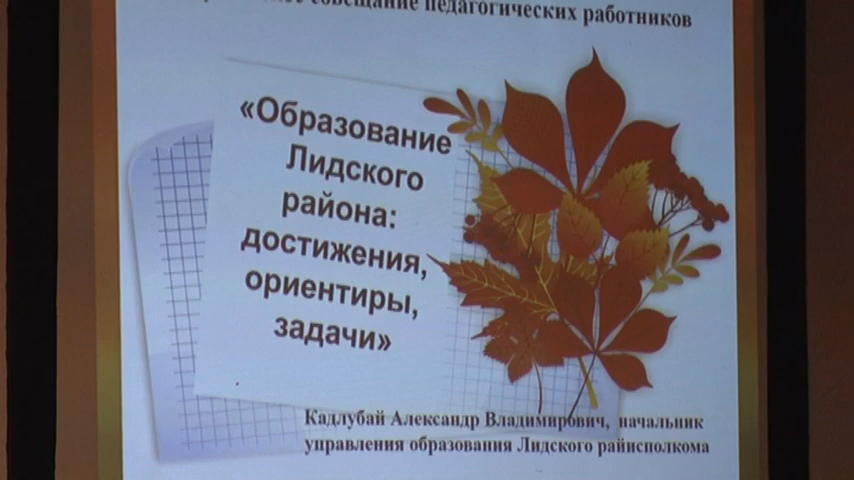 совещание педагогических работников
«Образование
Лидского
района:
достижения,
ориентиры,
задачи»
Кадлубай Александр Владимирович, начальник
управления образования Лидского райисполкома